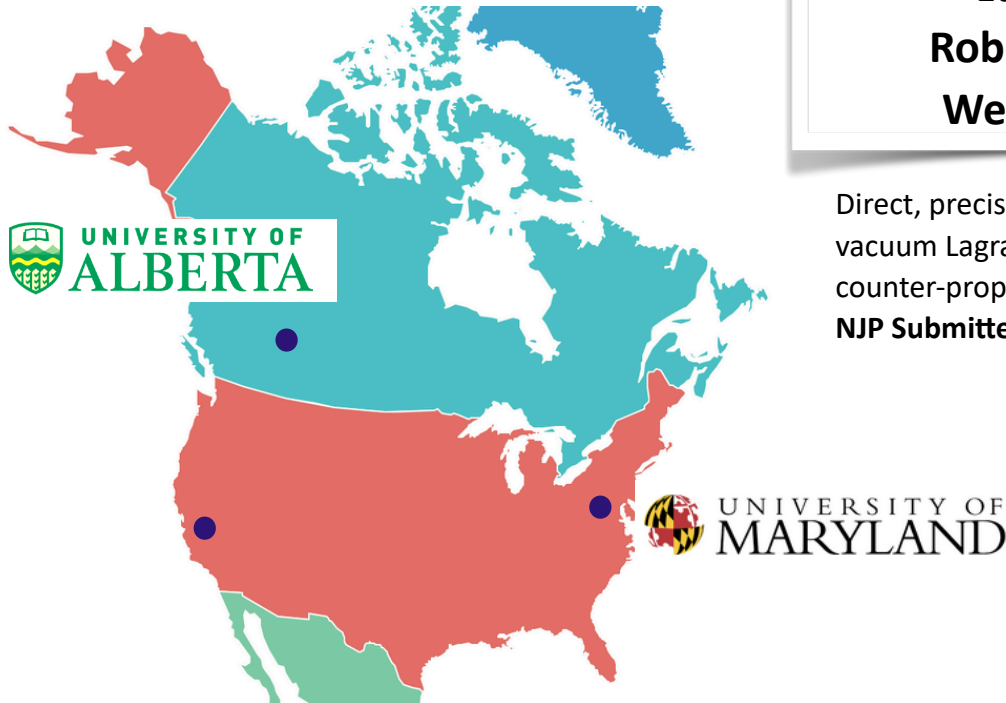 Rob
We
UNIVERSITY OF
ALBERTA
Direct, precis
vacuum Lagra
counter-prop
NJP Submitte
UNIVERSITY OF
MARYLAND